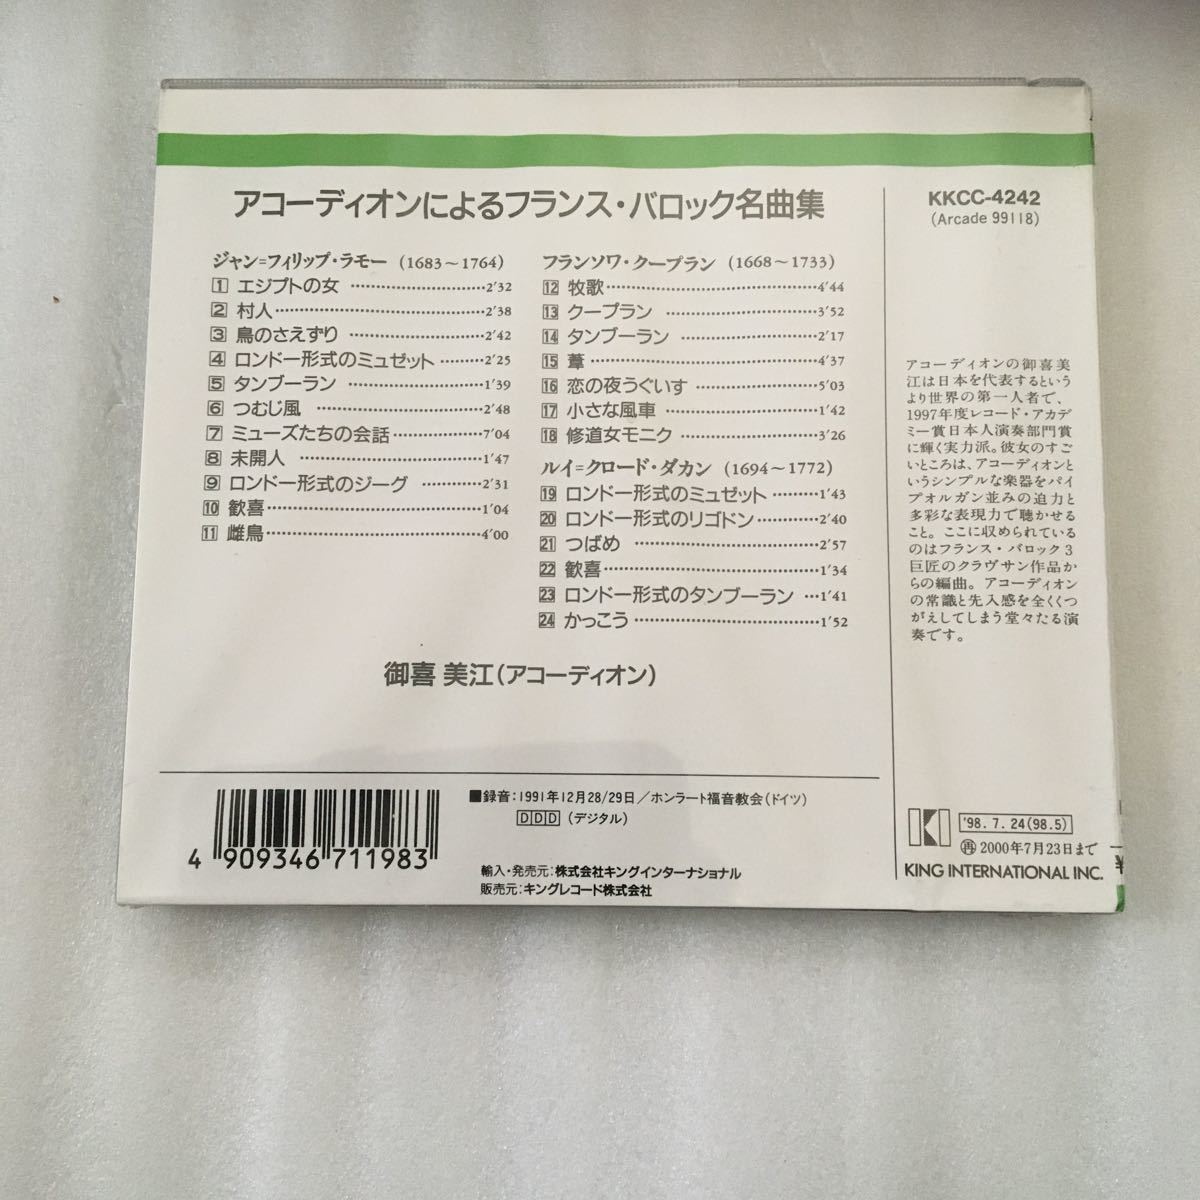 アコーディオンによるフランス・バロック名曲集
ジャン=フィリップ・ラモー (1683～1764)
1 エジプトの女 2'32
2 村人 2'38
3 鳥のさえずり 2'42
4 ロンドー形式のミュゼット 2'25
5 タンブーラン 1'39
6 つむじ風 2'48
7 ミューズたちの会話 7'04
8 未開人 1'47
9 ロンドー形式のジーグ 2'31
10 歓喜 1'04
11 雌鳥 4'00
フランソワ・クープラン (1668～1733)
12 牧歌 4'44
13 クープラン 3'52
14 タンブーラン 2'17
15 葦 4'37
16 恋の夜うぐいす 5'03
17 小さな風車 1'42
18 修道女モニク 3'26
ルイ=クロード・ダカン (1694～1772)
19 ロンドー形式のミュゼット 1'43
20 ロンドー形式のリゴドン 2'40
21 つばめ 2'57
22 歓喜 1'34
23 ロンドー形式のタンブーラン 1'41
24 かっこう 1'52
御喜 美江(アコーディオン)
KKCC-4242
(Arcade 99118)
アコーディオンの御喜美
江は日本を代表するという
より世界の第一人者で、
1997年度レコード・アカデ
ミー賞日本人演奏部門賞
に輝く実力派。彼女のすご
いところは、アコーディオンと
いうシンプルな楽器をパイ
プオルガン並みの迫力と
多彩な表現力で聴かせる
こと。ここに収められている
のはフランス・バロック3
巨匠のクラヴサン作品か
らの編曲。アコーディオン
の常識と先入感を全くくつ
がえしてしまう堂々たる演
奏です。
4 909346 711983
■録音:1991年12月28/29日/ホンラート福音教会(ドイツ)
DDD (デジタル)
輸入・発売元:株式会社キングインターナショナル
販売元:キングレコード株式会社
'98.7.24(98.5)
再 2000年7月23日まで
KING INTERNATIONAL INC.
¥